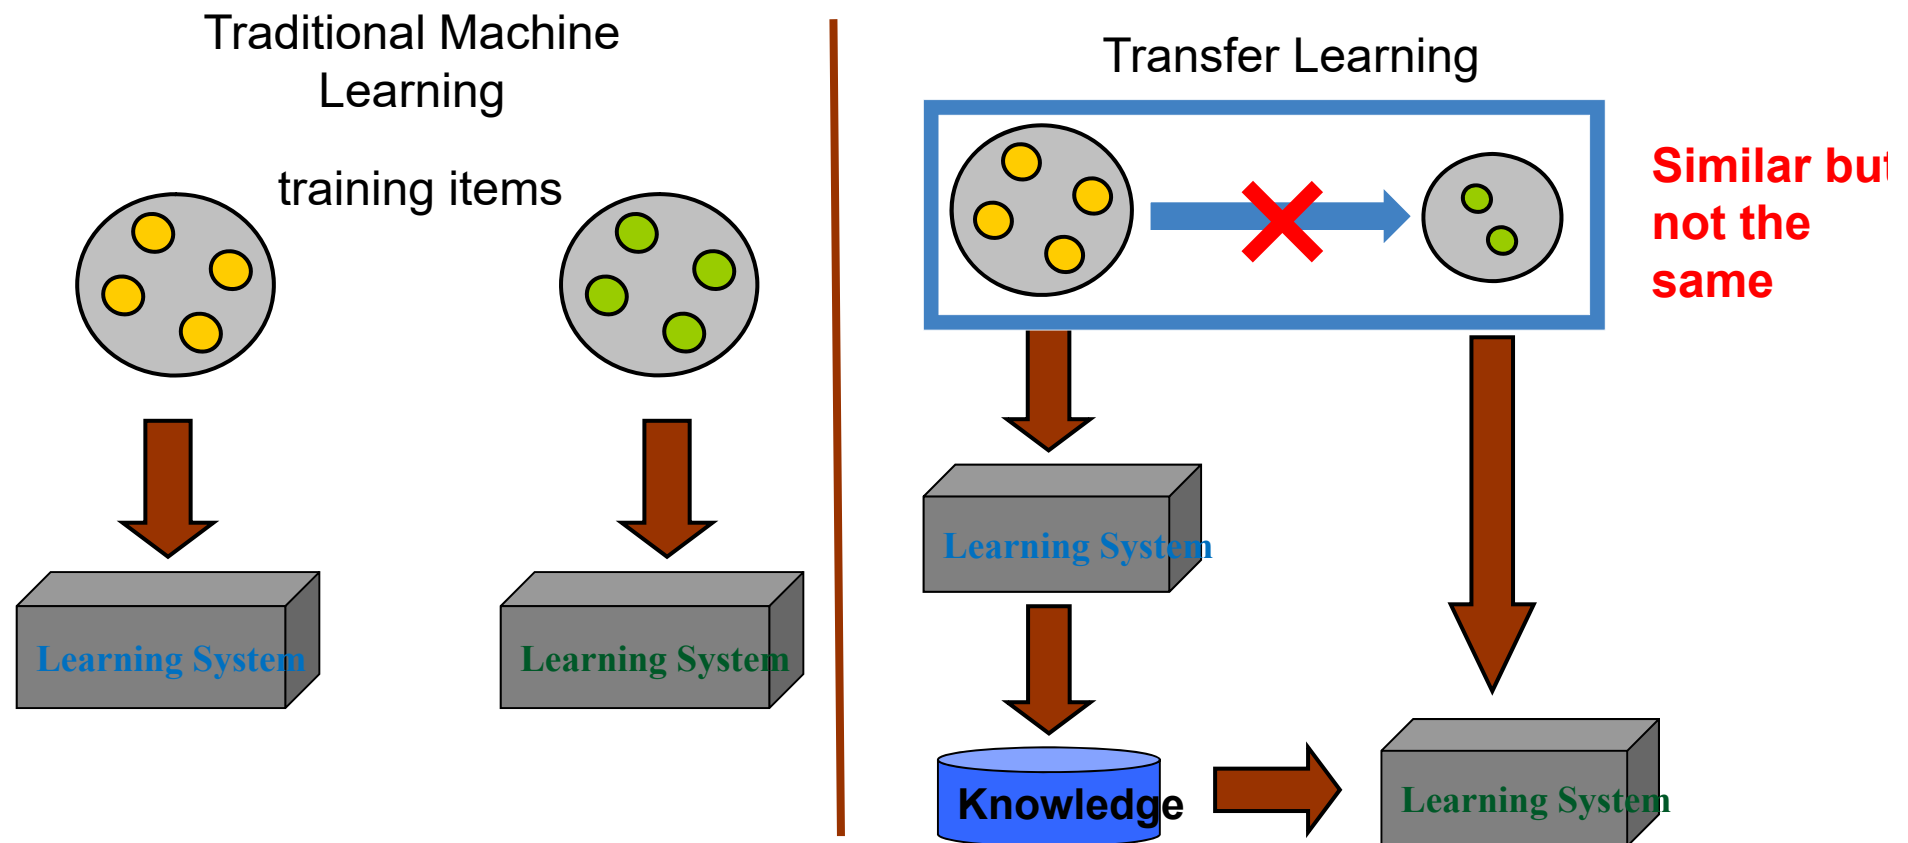 Traditional Machine
Learning
training items
Learning System
Learning System
Transfer Learning
Similar but
not the
same
Learning System
Knowledge
Learning System